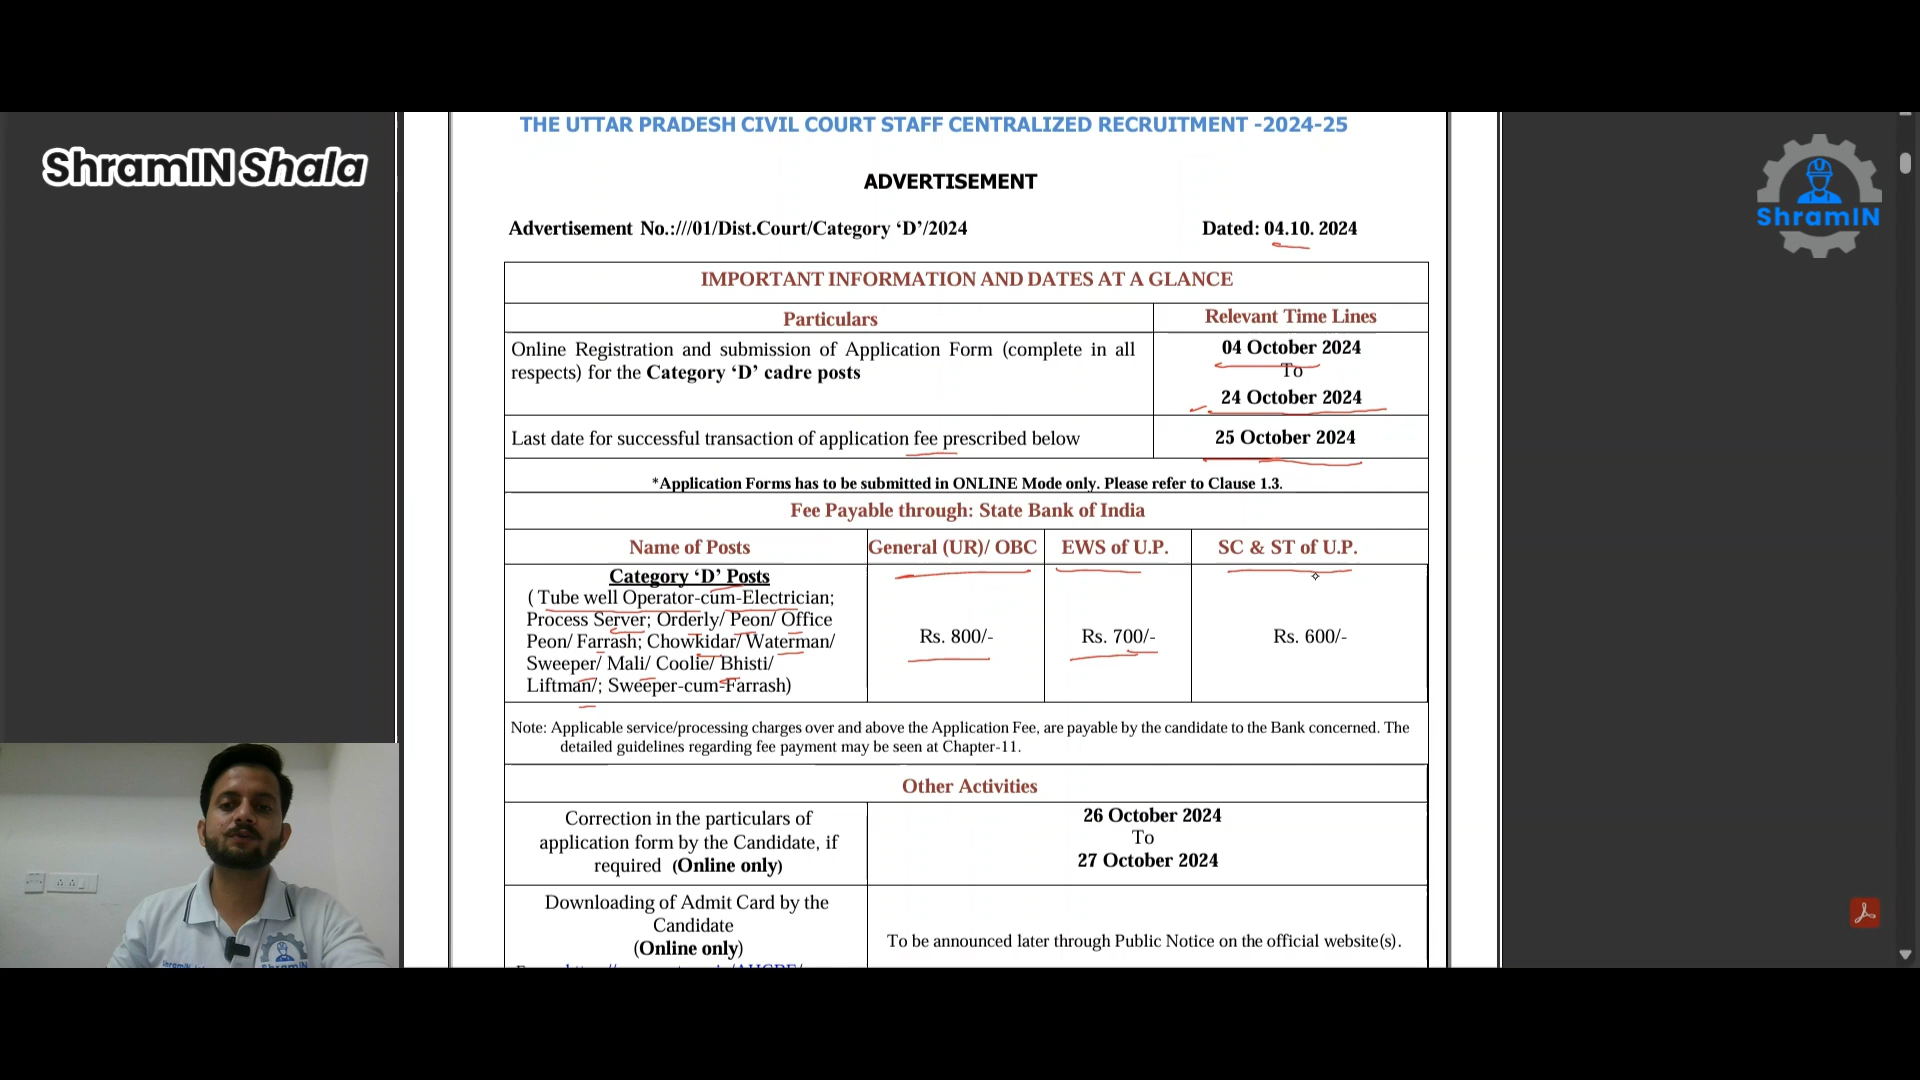 ShramIN Shala
THE UTTAR PRADESH CIVIL COURT STAFF CENTRALIZED RECRUITMENT -2024-25
ADVERTISEMENT
Advertisement No.:///01/Dist.Court/Category ‘D’/2024
Dated: 04.10. 2024
ShramIN
IMPORTANT INFORMATION AND DATES AT A GLANCE
Particulars
Relevant Time Lines
Online Registration and submission of Application Form (complete in all
respects) for the Category ‘D’ cadre posts
04 October 2024
To
24 October 2024
Last date for successful transaction of application fee prescribed below
25 October 2024
*Application Forms has to be submitted in ONLINE Mode only. Please refer to Clause 1.3.
Fee Payable through: State Bank of India
Name of Posts
General (UR)/ OBC
EWS of U.P.
SC & ST of U.P.
Category ‘D’ Posts
( Tube well Operator-cum-Electrician;
Process Server; Orderly/ Peon/ Office
Peon/ Farrash; Chowkidar/ Waterman/
Sweeper/ Mali/ Coolie/ Bhisti/
Liftman/; Sweeper-cum-Farrash)
Rs. 800/-
Rs. 700/-
Rs. 600/-
Note: Applicable service/processing charges over and above the Application Fee, are payable by the candidate to the Bank concerned. The
detailed guidelines regarding fee payment may be seen at Chapter-11.
Other Activities
Correction in the particulars of
application form by the Candidate, if
required (Online only)
26 October 2024
To
27 October 2024
Downloading of Admit Card by the
Candidate
(Online only)
To be announced later through Public Notice on the official website(s).
ShramIN